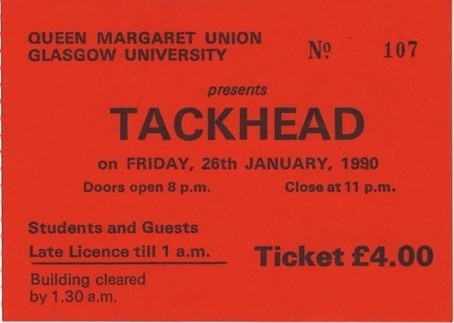 QUEEN MARGARET UNION
GLASGOW UNIVERSITY
No. 107
presents
TACKHEAD
on FRIDAY, 26th JANUARY, 1990
Doors open 8 p.m. Close at 11 p.m.
Students and Guests
Late Licence till 1 a.m.
Ticket £4.00
Building cleared
by 1.30 a.m.